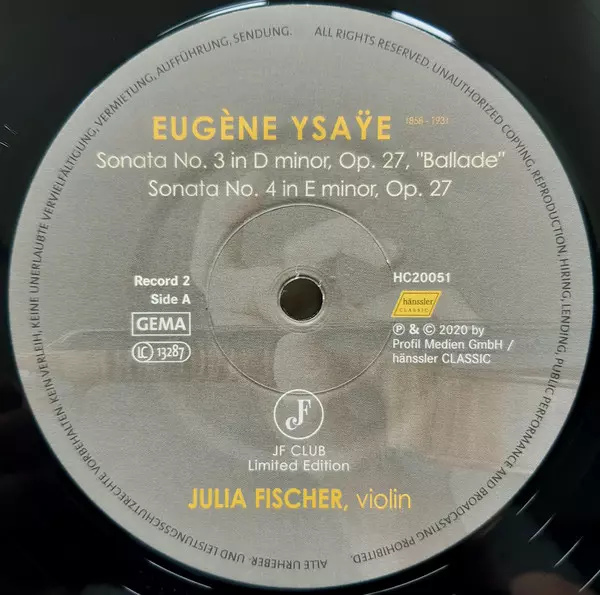 EUGÈNE YSAŸE 1858 - 1931
Sonata No. 3 in D minor, Op. 27, "Ballade"
Sonata No. 4 in E minor, Op. 27
Record 2
Side A
GEMA
LC 13287
HC20051
hänssler
CLASSIC
℗ & © 2020 by
Profil Medien GmbH /
hänssler CLASSIC
JF
JF CLUB
Limited Edition
JULIA FISCHER, violin
ALL RIGHTS RESERVED. UNAUTHORIZED COPYING, REPRODUCTION, HIRING, LENDING, PUBLIC PERFORMANCE AND BROADCASTING PROHIBITED.
ALLE URHEBER- UND LEISTUNGSSCHUTZRECHTE VORBEHALTEN. KEIN VERLEIH, KEINE UNERLAUBTE VERVIELFÄLTIGUNG, VERMIETUNG, AUFFÜHRUNG, SENDUNG.